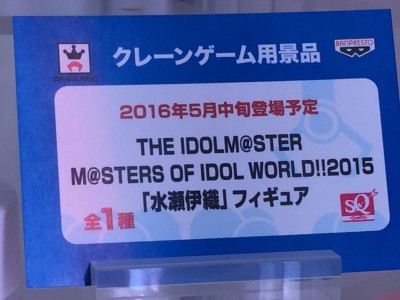 クレーンゲーム用景品
BANPRESTO
2016年5月中旬登場予定
THE IDOLM@STER
M@STERS OF IDOL WORLD!!2015
「水瀬伊織」フィギュア
全1種
SQ